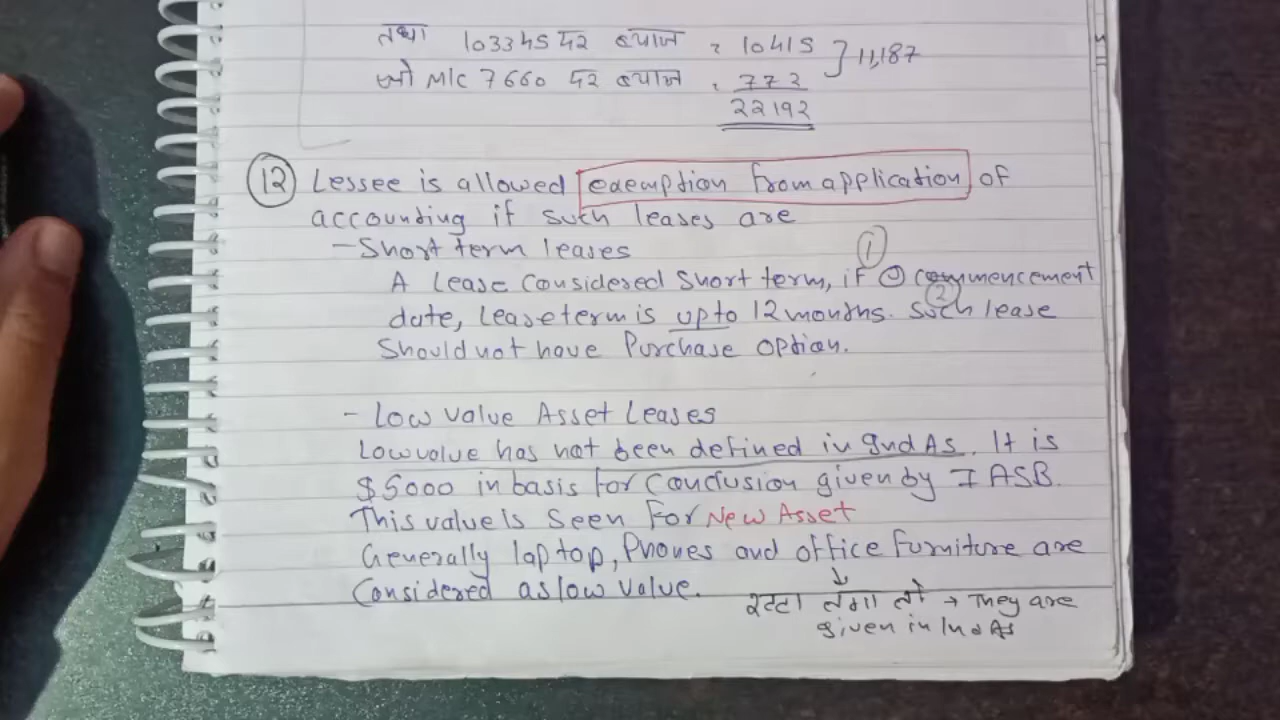 तथा 103345 पर ब्याज = 10415 } 11,187
जो MLC 7660 पर ब्याज = 772
22192
(12) Lessee is allowed exemption from application of
accounting if such leases are
- Short term leases
A Lease Considered Short term, if ① @ commencement
date, Lease term is upto 12 months. ② Such lease
Should not have Purchase Option.
- Low value Asset Leases
Low value has not been defined in Ind As. It is
$5000 in basis for Conclusion given by IASB.
This value is seen for New Asset
Generally laptop, Phones and office furniture are
Considered as low value.
↓
रट्टा लगा लो → They are
given in Ind As